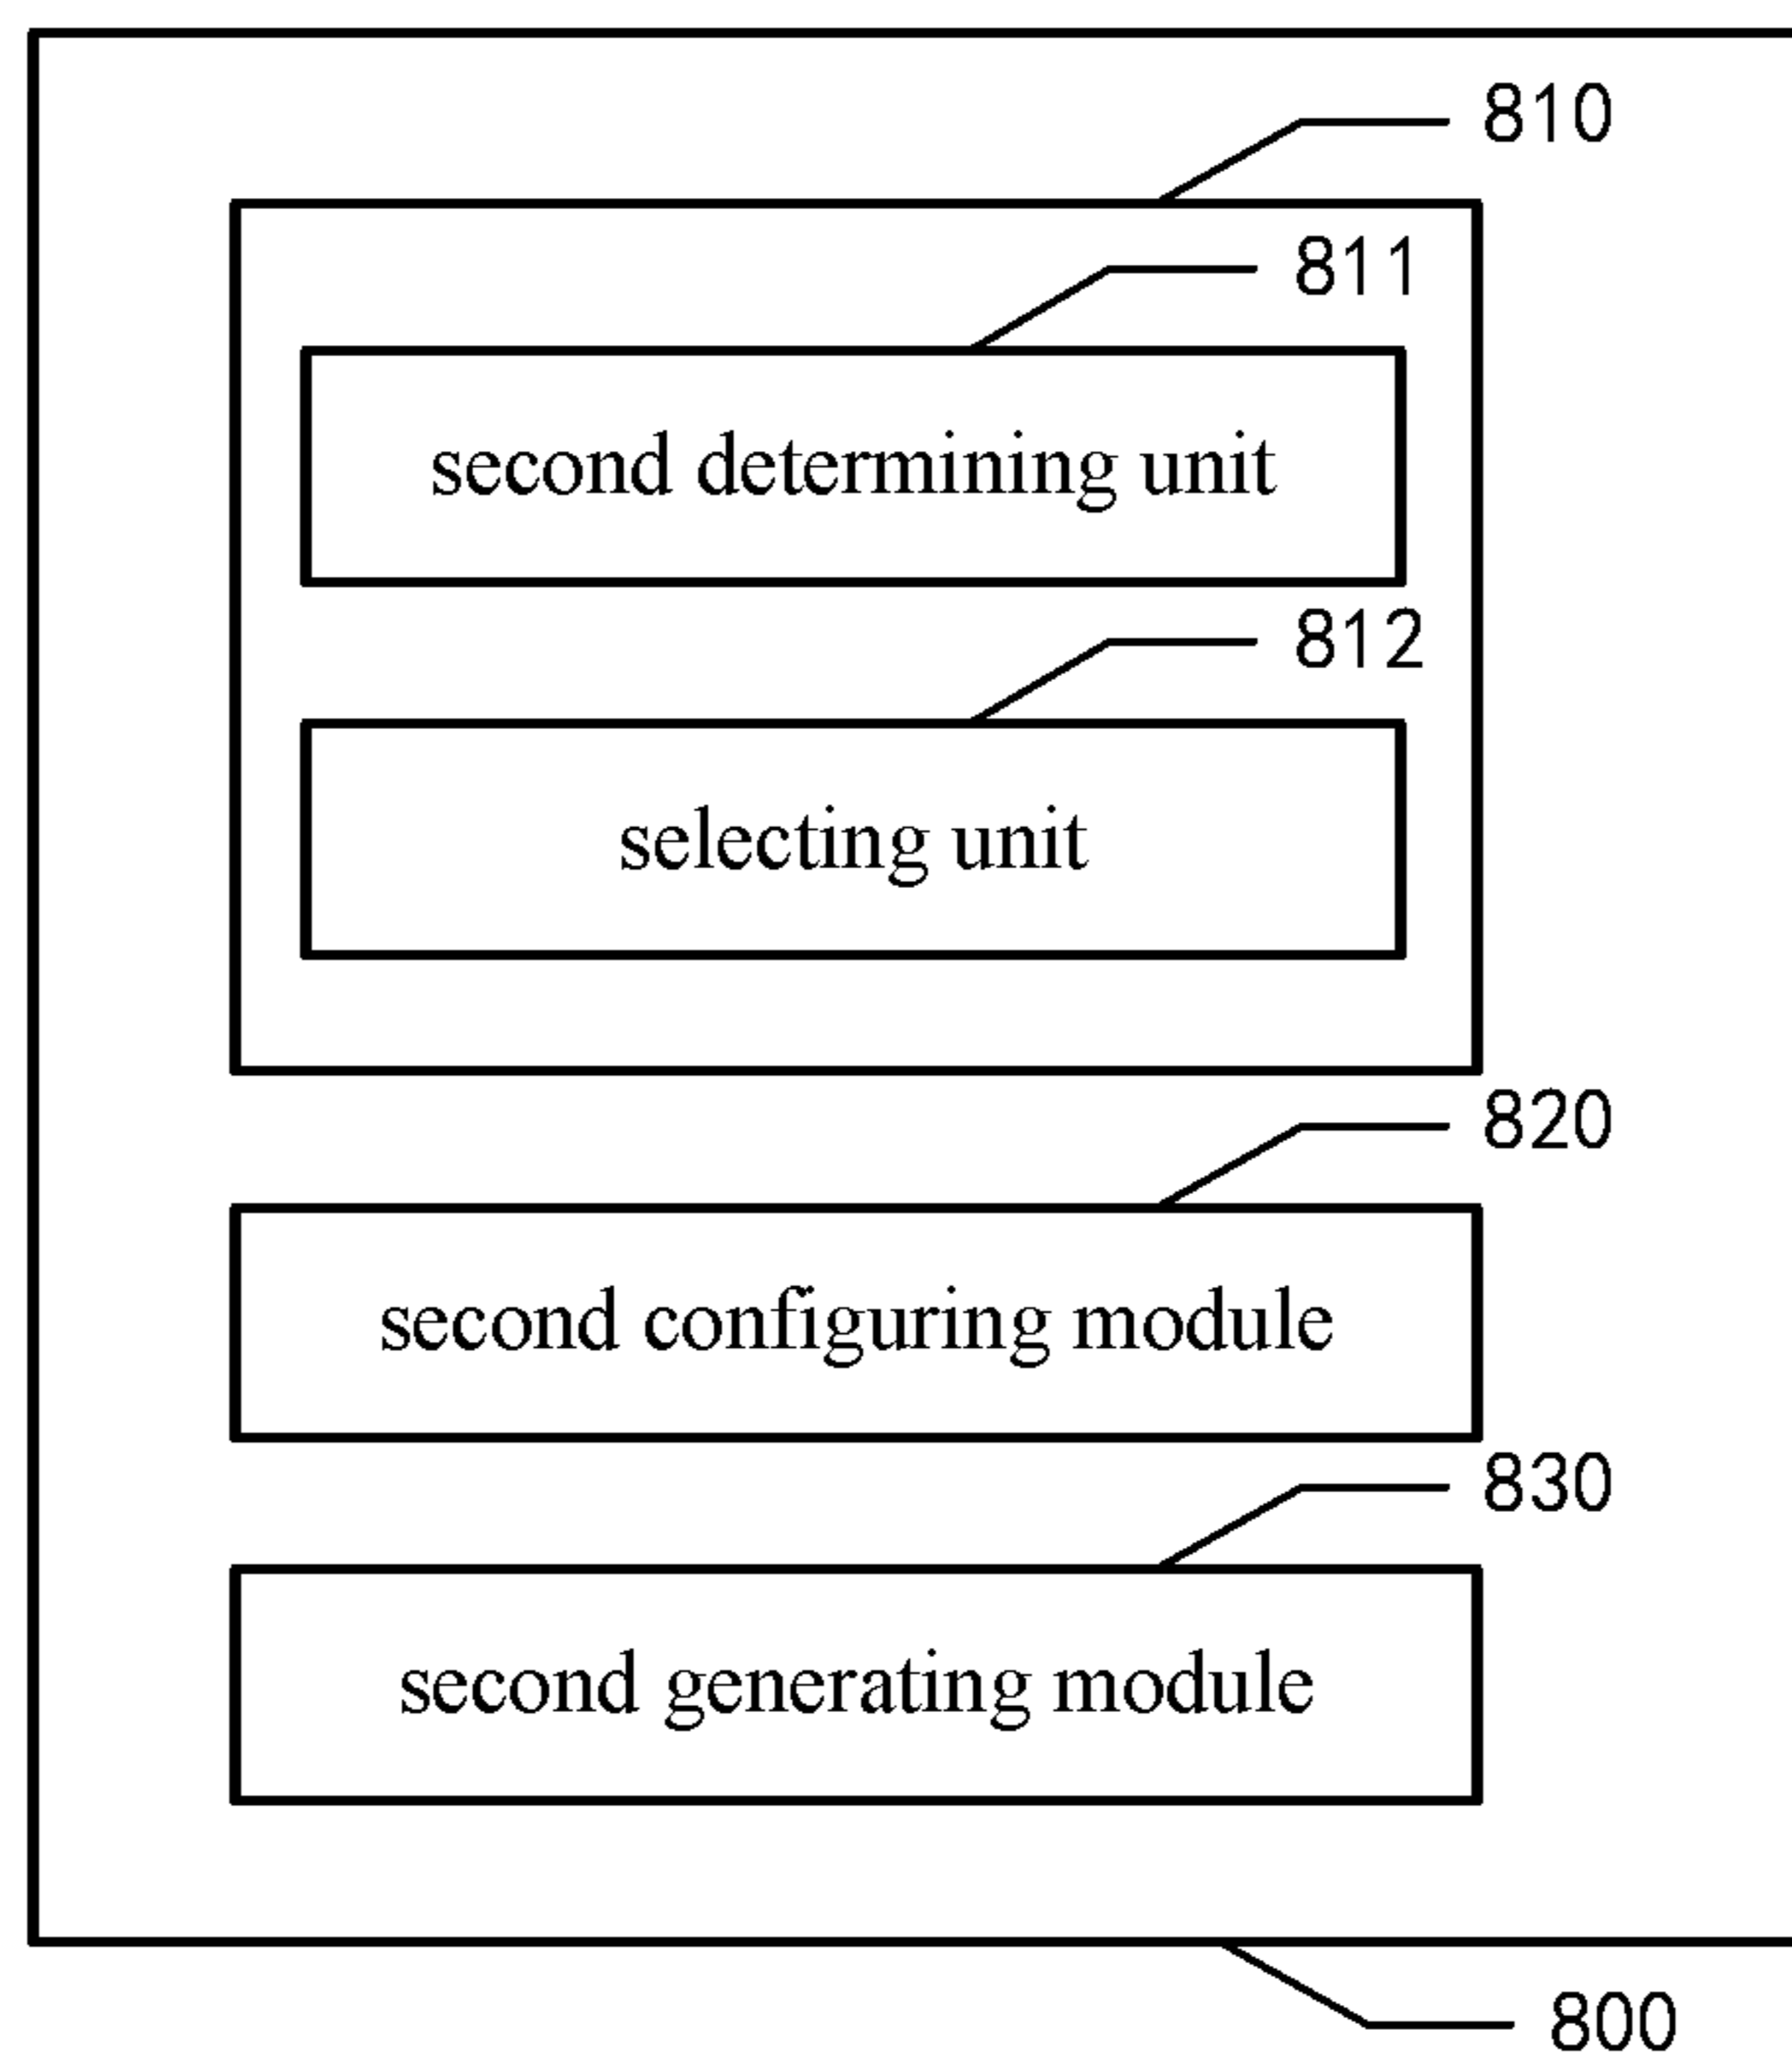 810
811
second determining unit
812
selecting unit
820
second configuring module
830
second generating module
800